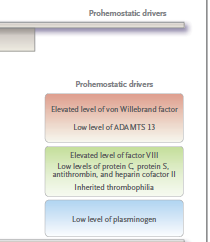 Prohemostatic drivers
Prohemostatic drivers
Elevated level of von Willebrand factor
Low level of ADAMTS 13
Elevated level of factor VIII
Low levels of protein C, protein S,
antithrombin, and heparin cofactor II
Inherited thrombophilia
Low level of plasminogen